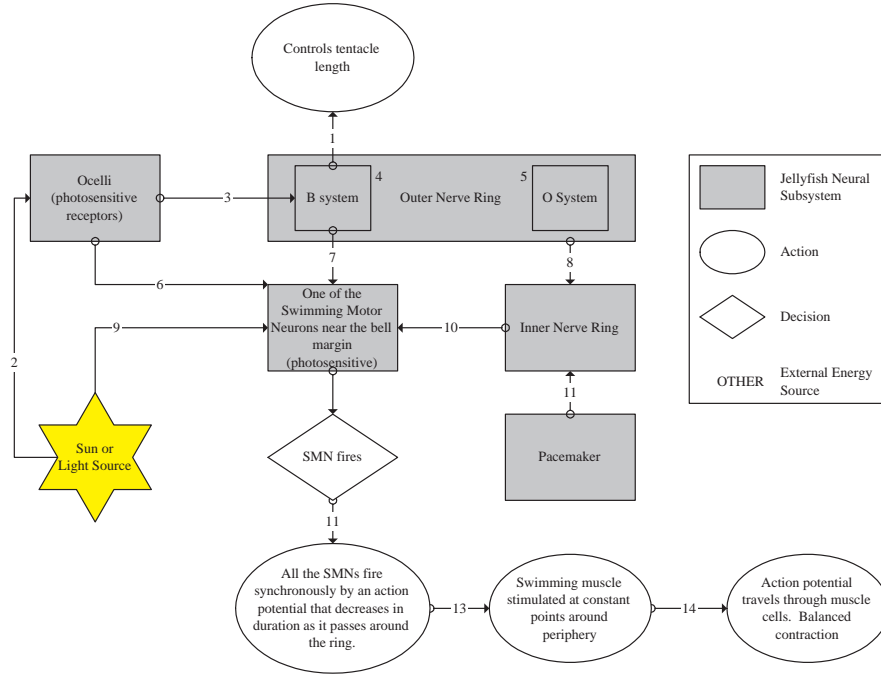 Controls tentacle
length
1
Ocelli
(photosensitive
receptors)
3
B system
4
Outer Nerve Ring
5
O System
Jellyfish Neural
Subsystem
Action
Decision
OTHER
External Energy
Source
2
6
7
8
9
One of the
Swimming Motor
Neurons near the bell
margin
(photosensitive)
10
Inner Nerve Ring
11
Pacemaker
Sun or
Light Source
SMN fires
11
All the SMNs fire
synchronously by an action
potential that decreases in
duration as it passes around
the ring.
13
Swimming muscle
stimulated at constant
points around
periphery
14
Action potential
travels through muscle
cells. Balanced
contraction